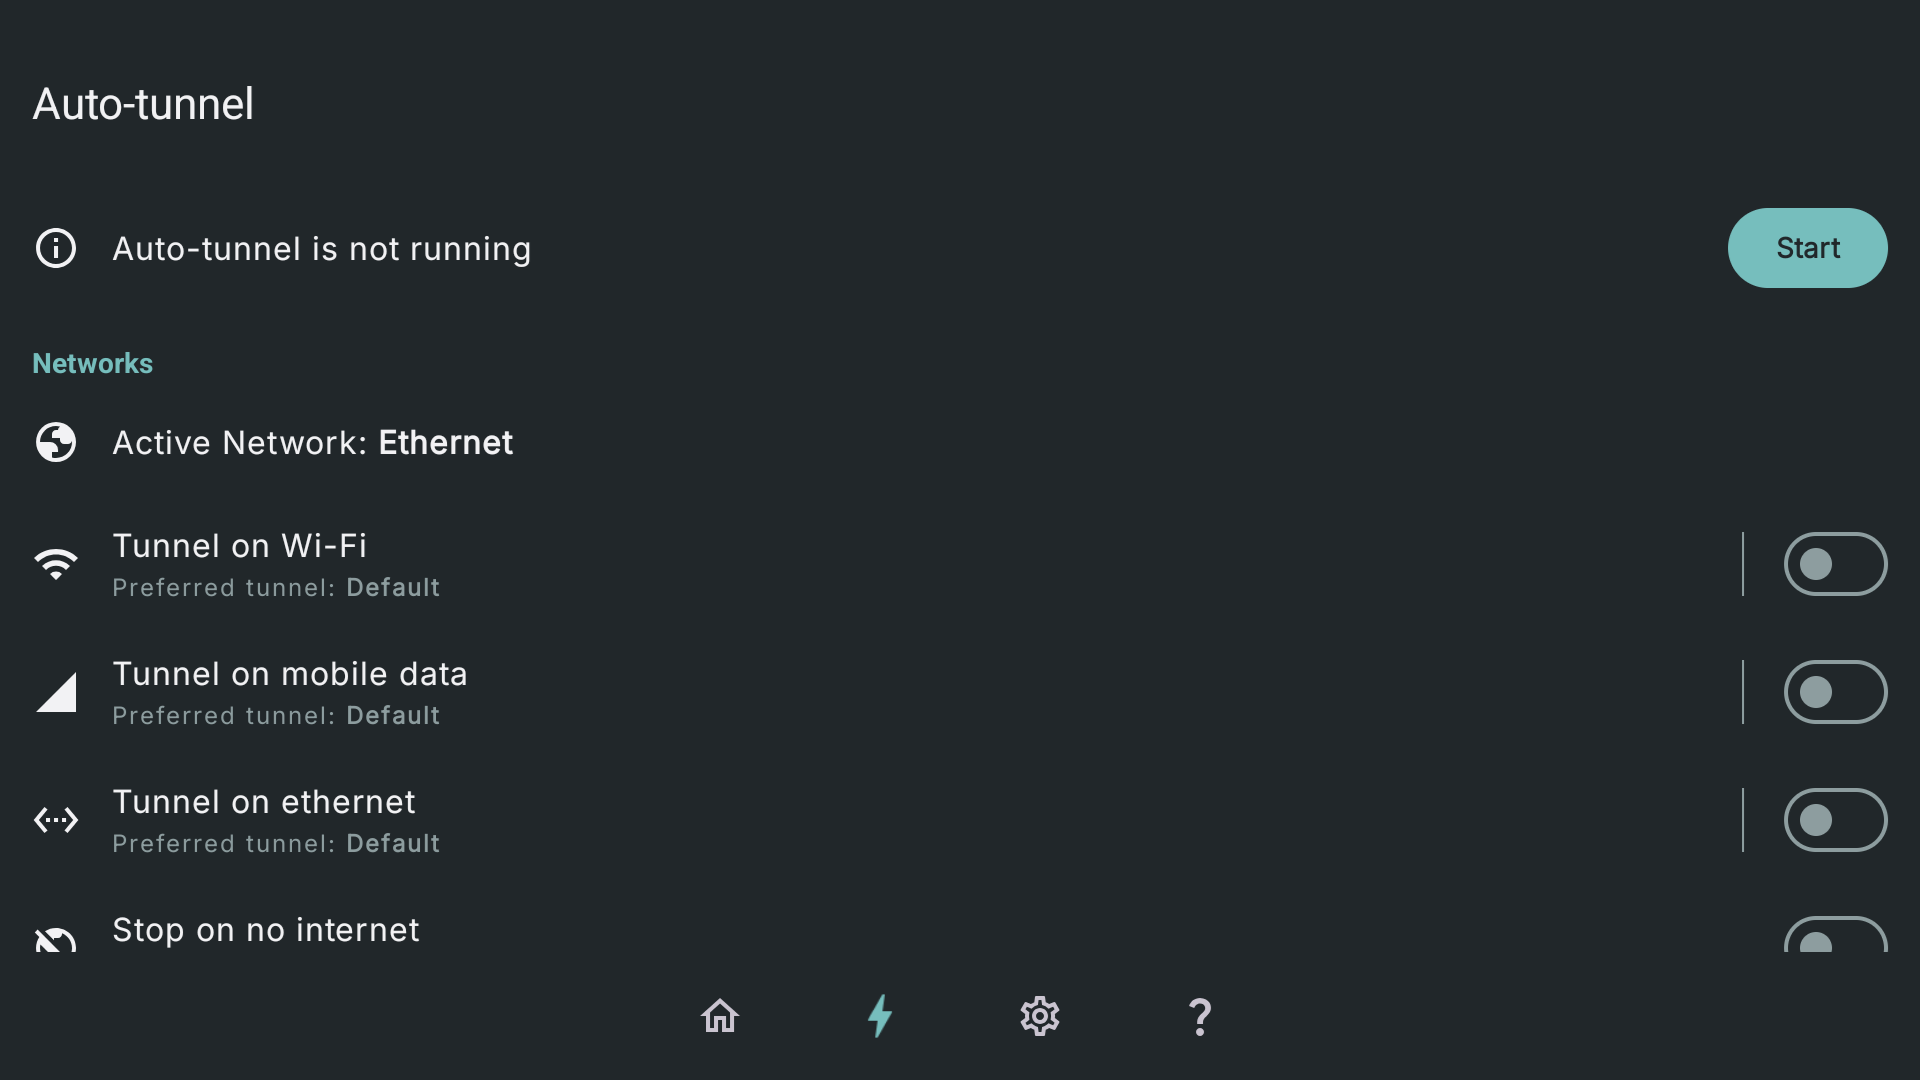 Auto-tunnel
Auto-tunnel is not running
Start
Networks
Active Network: Ethernet
Tunnel on Wi-Fi
Preferred tunnel: Default
Tunnel on mobile data
Preferred tunnel: Default
Tunnel on ethernet
Preferred tunnel: Default
Stop on no internet